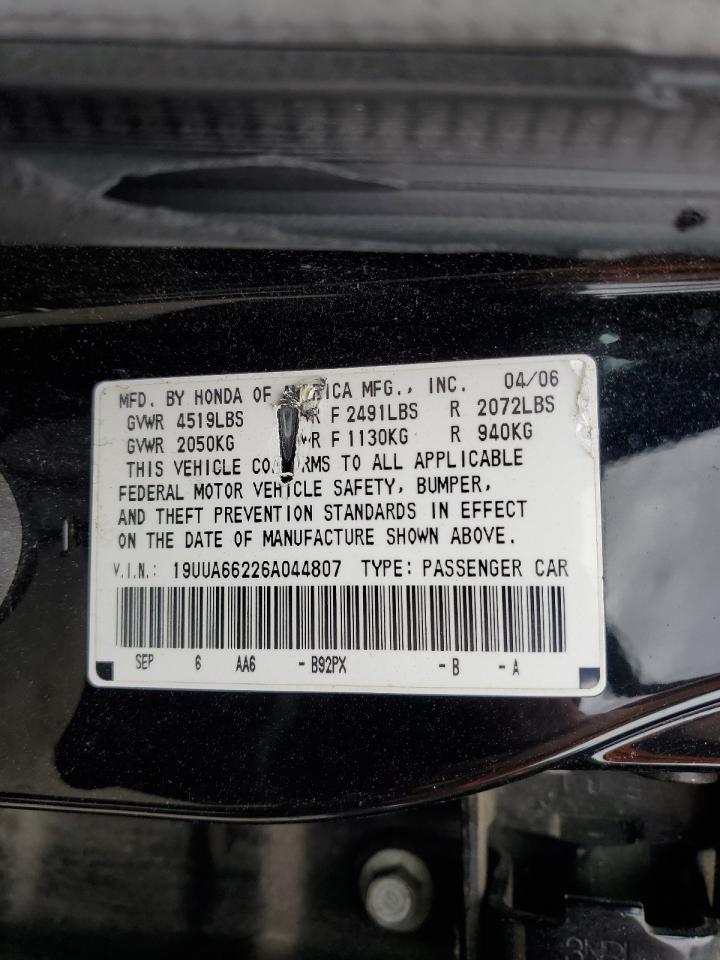 MFD. BY HONDA OF MFG., INC. 04/06
GVWR 4519LBS F 2491LBS R 2072LBS
GVWR 2050KG F 1130KG R 940KG
THIS VEHICLE TO ALL APPLICABLE
FEDERAL MOTOR VEHICLE SAFETY, BUMPER,
AND THEFT PREVENTION STANDARDS IN EFFECT
ON THE DATE OF MANUFACTURE SHOWN ABOVE.
V.I.N.: 19UUA66226A044807 TYPE: PASSENGER CAR
SEP 6 AA6 -B92PX -B -A